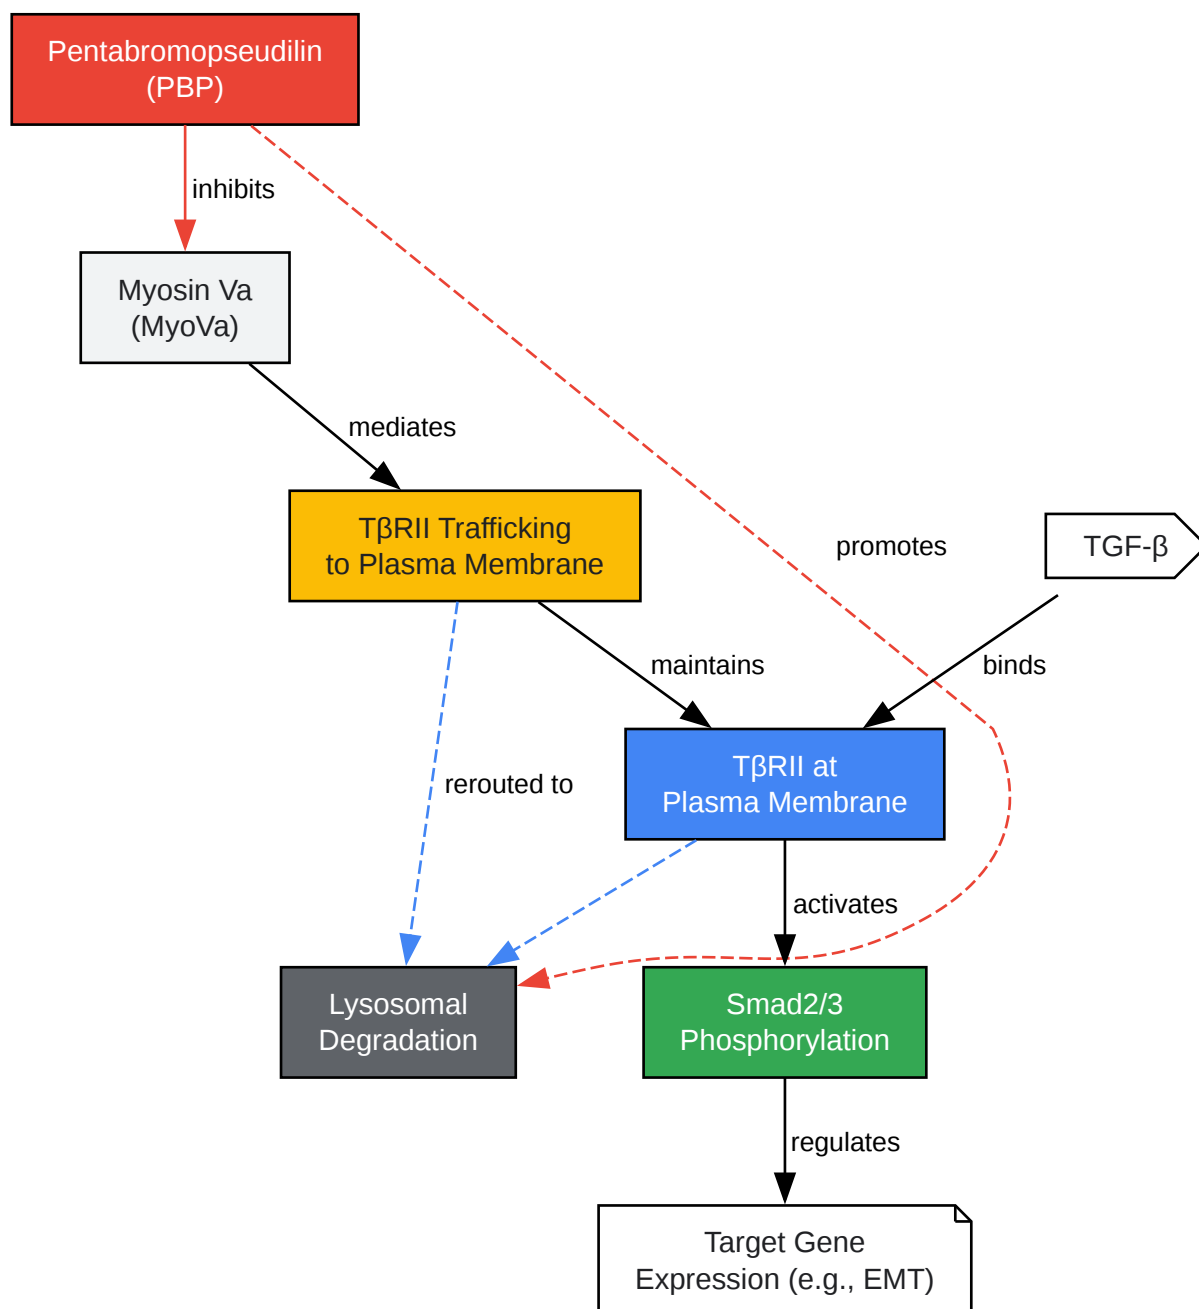 Pentabromopseudilin
(PBP)
inhibits
Myosin Va
(MyoVa)
mediates
TβRII Trafficking
to Plasma Membrane
promotes
TGF-β
maintains
binds
TβRII at
Plasma Membrane
rerouted to
activates
Lysosomal
Degradation
Smad2/3
Phosphorylation
regulates
Target Gene
Expression (e.g., EMT)